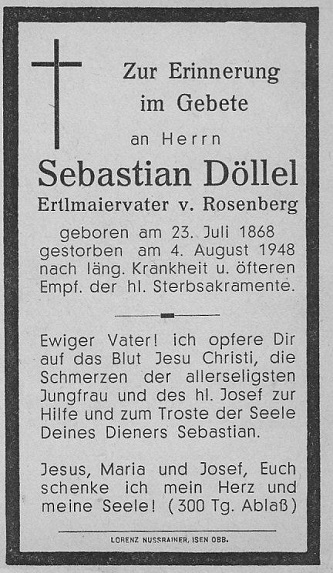 Zur Erinnerung
im Gebete
an Herrn
Sebastian Döllel
Ertlmaiervater v. Rosenberg
geboren am 23. Juli 1868
gestorben am 4. August 1948
nach läng. Krankheit u. öfteren
Empf. der hl. Sterbsakramente.
Ewiger Vater! ich opfere Dir
auf das Blut Jesu Christi, die
Schmerzen der allerseligsten
Jungfrau und des hl. Josef zur
Hilfe und zum Troste der Seele
Deines Dieners Sebastian.
Jesus, Maria und Josef, Euch
schenke ich mein Herz und
meine Seele! (300 Tg. Ablaß)
LORENZ NUSSRAINER, ISEN OBB.